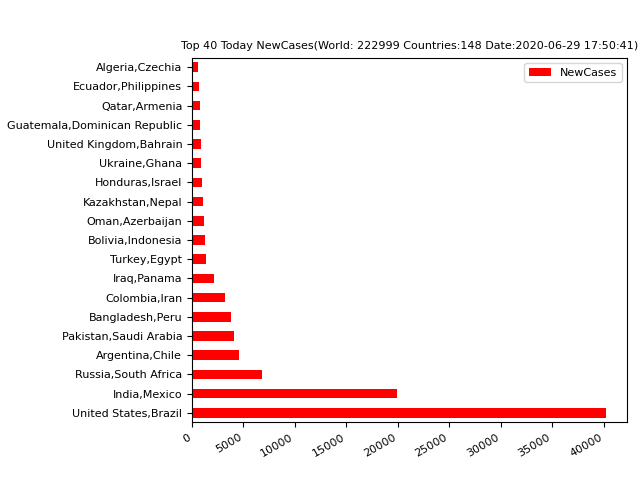 Top 40 Today NewCases(World: 222999 Countries:148 Date:2020-06-29 17:50:41)
NewCases
Algeria,Czechia
Ecuador,Philippines
Qatar,Armenia
Guatemala,Dominican Republic
United Kingdom,Bahrain
Ukraine,Ghana
Honduras,Israel
Kazakhstan,Nepal
Oman,Azerbaijan
Bolivia,Indonesia
Turkey,Egypt
Iraq,Panama
Colombia,Iran
Bangladesh,Peru
Pakistan,Saudi Arabia
Argentina,Chile
Russia,South Africa
India,Mexico
United States,Brazil
0 5000 10000 15000 20000 25000 30000 35000 40000